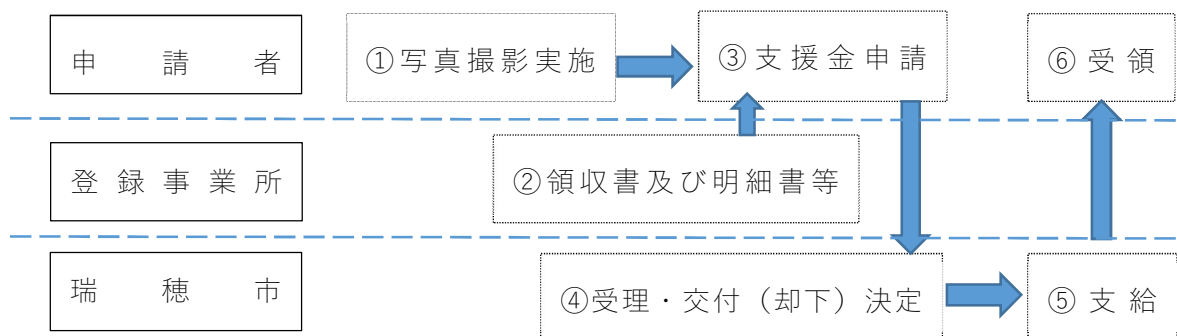 申請者
①写真撮影実施
③支援金申請
⑥受領
登録事業所
②領収書及び明細書等
瑞穂市
④受理・交付（却下）決定
⑤支給